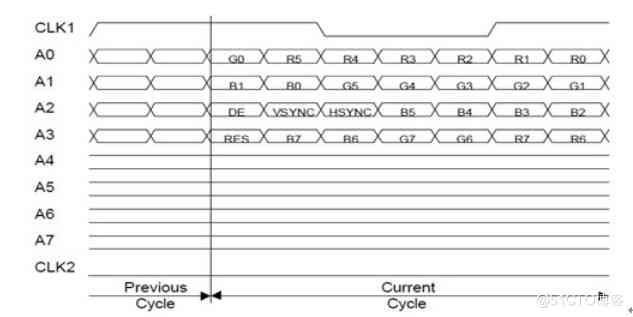 CLK1
A0 G0 R5 R4 R3 R2 R1 R0
A1 B1 B0 G5 G4 G3 G2 G1
A2 DE VSYNC HSYNC B5 B4 B3 B2
A3 RES B7 B6 G7 G6 R7 R6
A4
A5
A6
A7
CLK2
Previous Current
Cycle Cycle
@51CTO博客